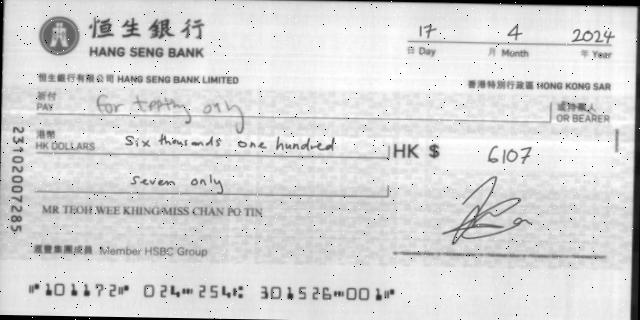 恒生銀行
HANG SENG BANK
17 4 2024
日 Day 月 Month 年 Year
恒生銀行有限公司 HANG SENG BANK LIMITED
香港特別行政區 HONG KONG SAR
祈付
PAY
For testing only
或持票人
OR BEARER
港幣
HK DOLLARS
Six thousands one hundred
HK $ 6107
seven only
MR TEOH WEE KHING/MISS CHAN PO TIN
滙豐集團成員 Member HSBC Group
23102007285
⑈101172⑈ 024⑉254⑆ 301526⑉001⑈